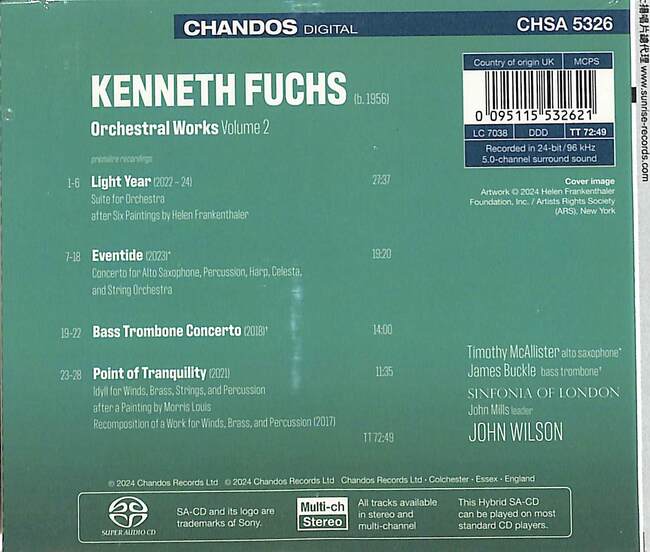 CHANDOS DIGITAL
CHSA 5326
KENNETH FUCHS (b. 1956)
Orchestral Works Volume 2
Country of origin UK
MCPS
0 095115 532621
LC 7038
DDD
TT 72:49
Recorded in 24-bit/96 kHz
5.0-channel surround sound
première recordings
1-6 Light Year (2022 – 24) 27:37
Suite for Orchestra
after Six Paintings by Helen Frankenthaler
Cover image
Artwork © 2024 Helen Frankenthaler
Foundation, Inc. / Artists Rights Society
(ARS), New York
7-18 Eventide (2023)* 19:20
Concerto for Alto Saxophone, Percussion, Harp, Celesta,
and String Orchestra
19-22 Bass Trombone Concerto (2018)† 14:00
23-28 Point of Tranquility (2021) 11:35
Idyll for Winds, Brass, Strings, and Percussion
after a Painting by Morris Louis
Recomposition of a Work for Winds, Brass, and Percussion (2017)
TT 72:49
Timothy McAllister alto saxophone*
James Buckle bass trombone†
SINFONIA OF LONDON
John Mills leader
JOHN WILSON
© 2024 Chandos Records Ltd © 2024 Chandos Records Ltd Chandos Records Ltd • Colchester • Essex • England
SUPER AUDIO CD
SA-CD and its logo are
trademarks of Sony.
Multi-ch
Stereo
All tracks available
in stereo and
multi-channel
This Hybrid SA-CD
can be played on most
standard CD players.
唱片總代理 www.sunrise-records.com